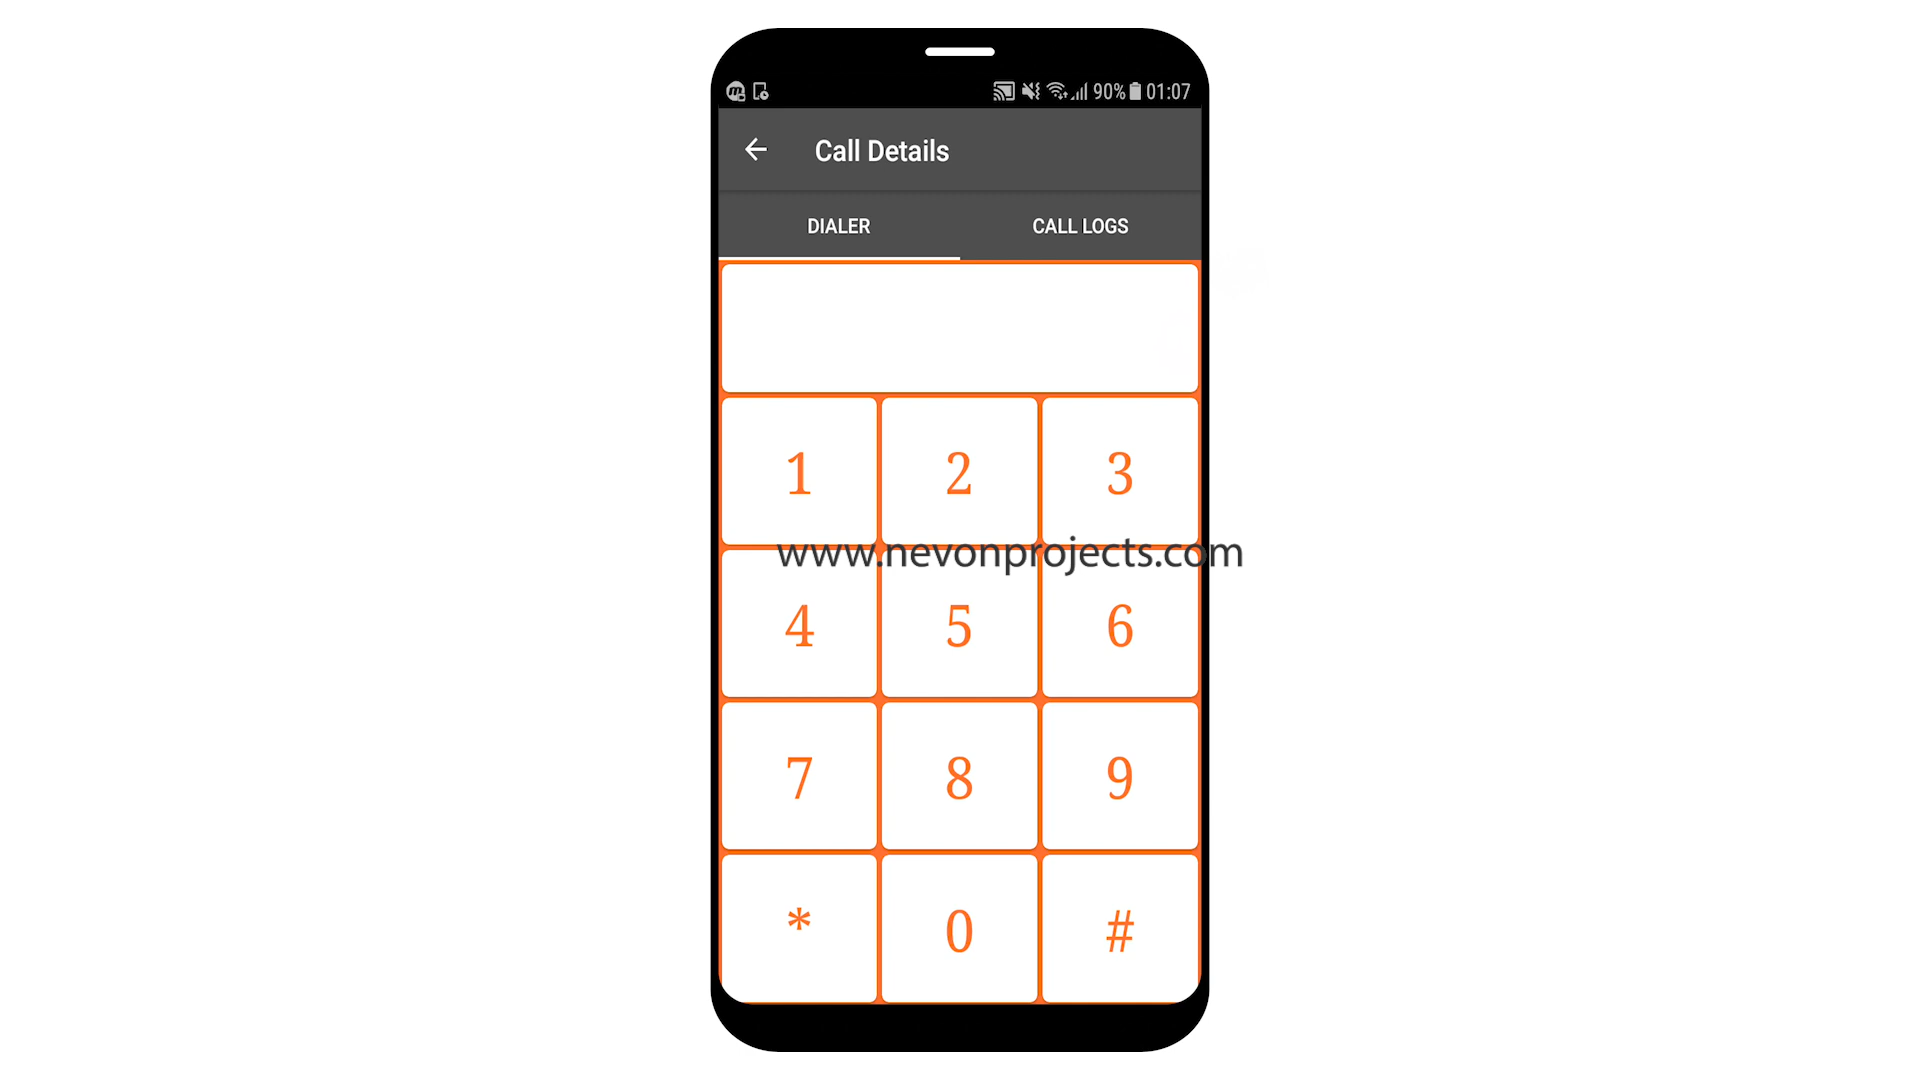 90% 01:07
Call Details
DIALER CALL LOGS
1 2 3
www.nevonprojects.com
4 5 6
7 8 9
* 0 #